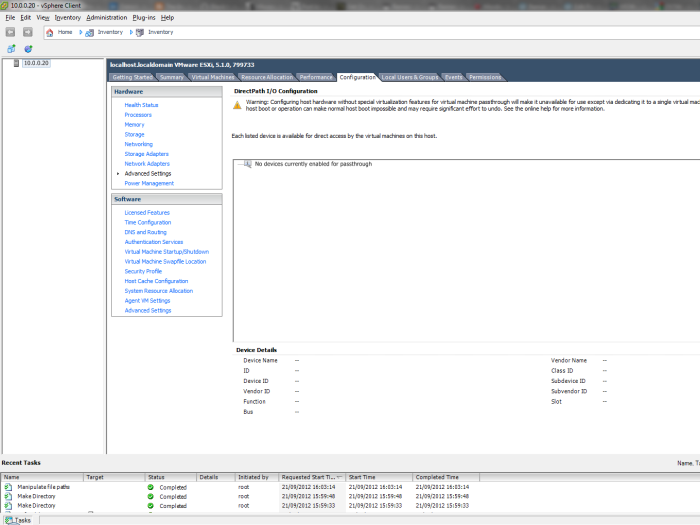 10.0.0.20 - vSphere Client
File Edit View Inventory Administration Plug-ins Help
Home Inventory Inventory
10.0.0.20
localhost.localdomain VMware ESXi, 5.1.0, 799733
Getting Started Summary Virtual Machines Resource Allocation Performance Configuration Local Users & Groups Events Permissions
Hardware
Health Status
Processors
Memory
Storage
Networking
Storage Adapters
Network Adapters
Advanced Settings
Power Management
Software
Licensed Features
Time Configuration
DNS and Routing
Authentication Services
Virtual Machine Startup/Shutdown
Virtual Machine Swapfile Location
Security Profile
Host Cache Configuration
System Resource Allocation
Agent VM Settings
Advanced Settings
DirectPath I/O Configuration
Warning: Configuring host hardware without special virtualization features for virtual machine passthrough will make it unavailable for use except via dedicating it to a single virtual mac
host boot or operation can make normal host boot impossible and may require significant effort to undo. See the online help for more information.
Each listed device is available for direct access by the virtual machines on this host.
No devices currently enabled for passthrough
Device Details
Device Name -- Vendor Name --
ID -- Class ID --
Device ID -- Subdevice ID --
Vendor ID -- Subvendor ID --
Function -- Slot --
Bus --
Recent Tasks
Name, Ta
Name Target Status Details Initiated by Requested Start Ti... Start Time Completed Time
Manipulate file paths Completed root 21/09/2012 16:03:14 21/09/2012 16:03:14 21/09/2012 16:03:14
Make Directory Completed root 21/09/2012 15:59:48 21/09/2012 15:59:48 21/09/2012 15:59:48
Make Directory Completed root 21/09/2012 15:59:33 21/09/2012 15:59:33 21/09/2012 15:59:33
Tasks